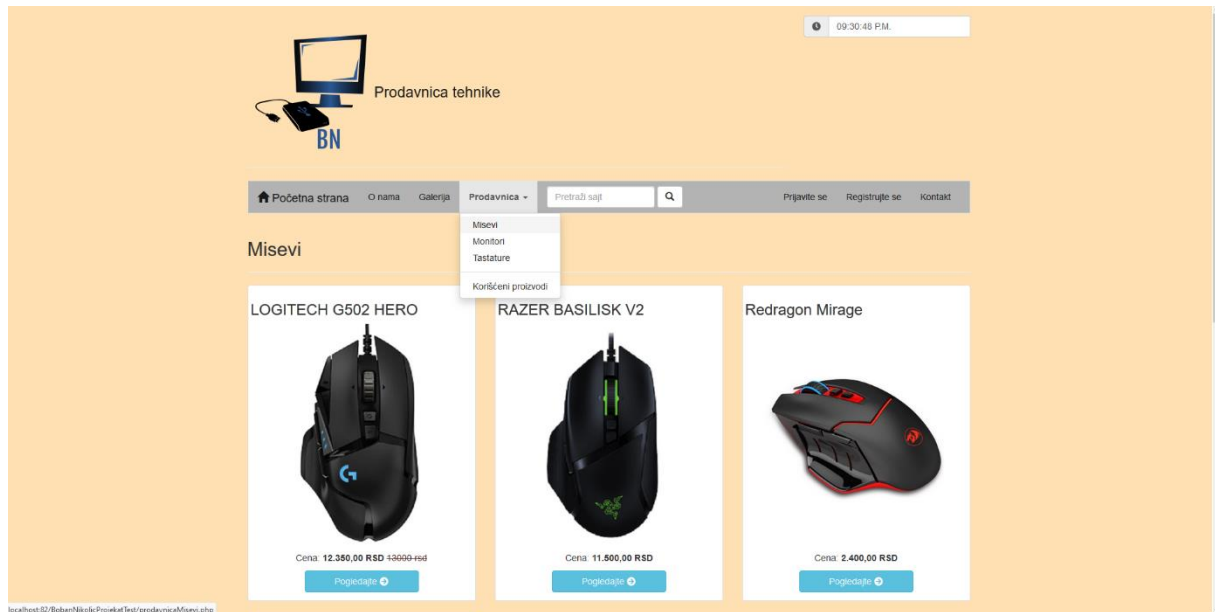 09:30:48 P.M.
Prodavnica tehnike
BN
Početna strana O nama Galerija Prodavnica Pretraži sajt Prijavite se Registrujte se Kontakt
Misevi
Monitori
Tastature
Korišćeni proizvodi
Misevi
LOGITECH G502 HERO
RAZER BASILISK V2
Redragon Mirage
G
Cena: 12.350,00 RSD 13000 rsd
Cena: 11.500,00 RSD
Cena: 2.400,00 RSD
Pogledajte
Pogledajte
Pogledajte
localhost:82/BobanNikolicProjekatTest/prodavnicaMisevi.php